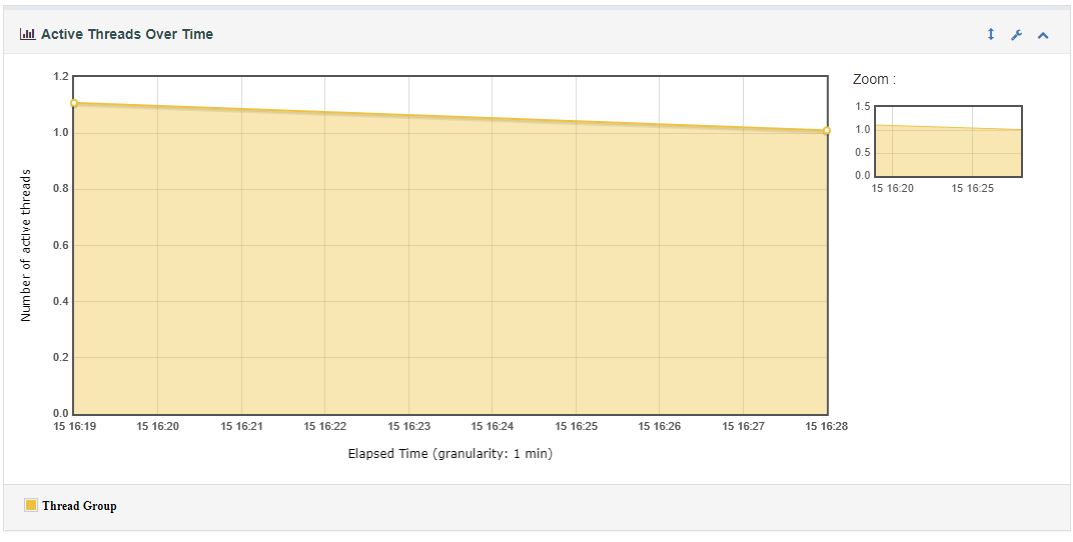 Active Threads Over Time
Zoom :
1.2
1.0
0.8
0.6
0.4
0.2
0.0
Number of active threads
15 16:19 15 16:20 15 16:21 15 16:22 15 16:23 15 16:24 15 16:25 15 16:26 15 16:27 15 16:28
Elapsed Time (granularity: 1 min)
1.5
1.0
0.5
0.0
15 16:20 15 16:25
Thread Group